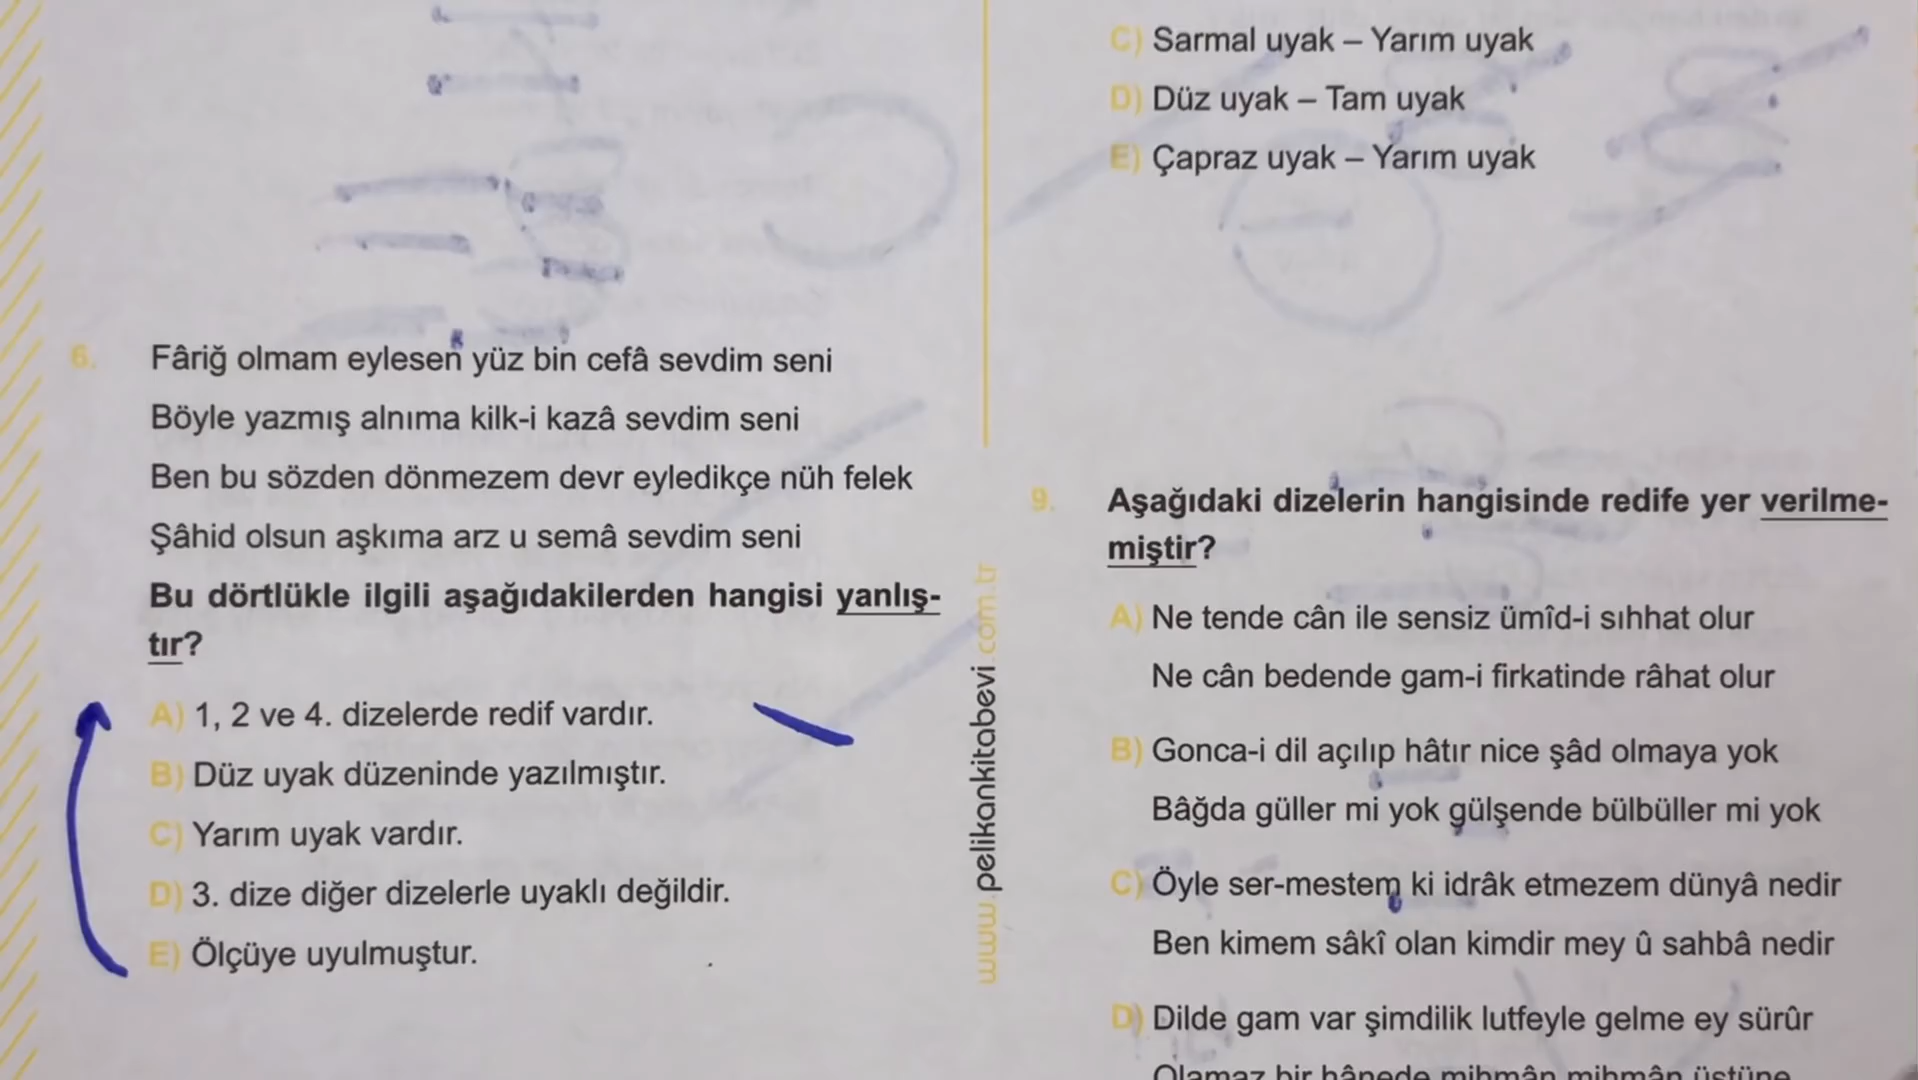 6. Fâriğ olmam eylesen yüz bin cefâ sevdim seni
Böyle yazmış alnıma kilk-i kazâ sevdim seni
Ben bu sözden dönmezem devr eyledikçe nüh felek
Şâhid olsun aşkıma arz u semâ sevdim seni
Bu dörtlükle ilgili aşağıdakilerden hangisi yanlış-
tır?
A) 1, 2 ve 4. dizelerde redif vardır.
B) Düz uyak düzeninde yazılmıştır.
C) Yarım uyak vardır.
D) 3. dize diğer dizelerle uyaklı değildir.
E) Ölçüye uyulmuştur.
www.pelikankitabevi.com.tr
C) Sarmal uyak – Yarım uyak
D) Düz uyak – Tam uyak
E) Çapraz uyak – Yarım uyak
9. Aşağıdaki dizelerin hangisinde redife yer verilme-
miştir?
A) Ne tende cân ile sensiz ümîd-i sıhhat olur
Ne cân bedende gam-i firkatinde râhat olur
B) Gonca-i dil açılıp hâtır nice şâd olmaya yok
Bâğda güller mi yok gülşende bülbüller mi yok
C) Öyle ser-mestem ki idrâk etmezem dünyâ nedir
Ben kimem sâkî olan kimdir mey û sahbâ nedir
D) Dilde gam var şimdilik lutfeyle gelme ey sürûr
Olamaz bir hânede mihmân mihmân üstüne